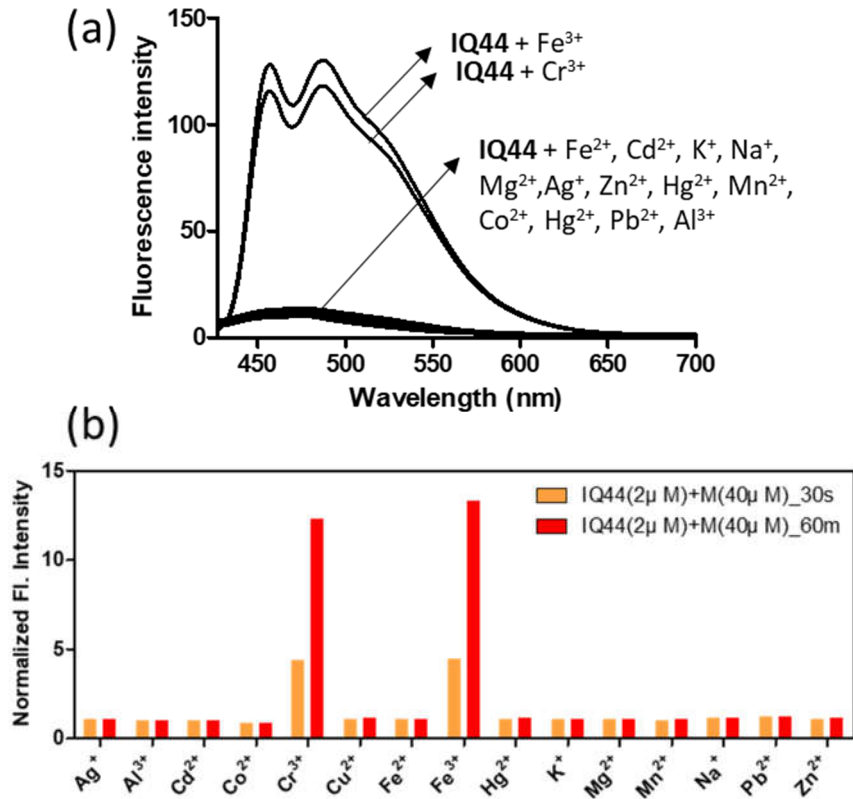 (a)
Fluorescence intensity
150
100
50
0
450 500 550 600 650 700
Wavelength (nm)
IQ44 + Fe³⁺
IQ44 + Cr³⁺
IQ44 + Fe²⁺, Cd²⁺, K⁺, Na⁺,
Mg²⁺,Ag⁺, Zn²⁺, Hg²⁺, Mn²⁺,
Co²⁺, Hg²⁺, Pb²⁺, Al³⁺
(b)
Normalized Fl. Intensity
15
10
5
0
IQ44(2µ M)+M(40µ M)_30s
IQ44(2µ M)+M(40µ M)_60m
Ag⁺ Al³⁺ Cd²⁺ Co²⁺ Cr³⁺ Cu²⁺ Fe²⁺ Fe³⁺ Hg²⁺ K⁺ Mg²⁺ Mn²⁺ Na⁺ Pb²⁺ Zn²⁺